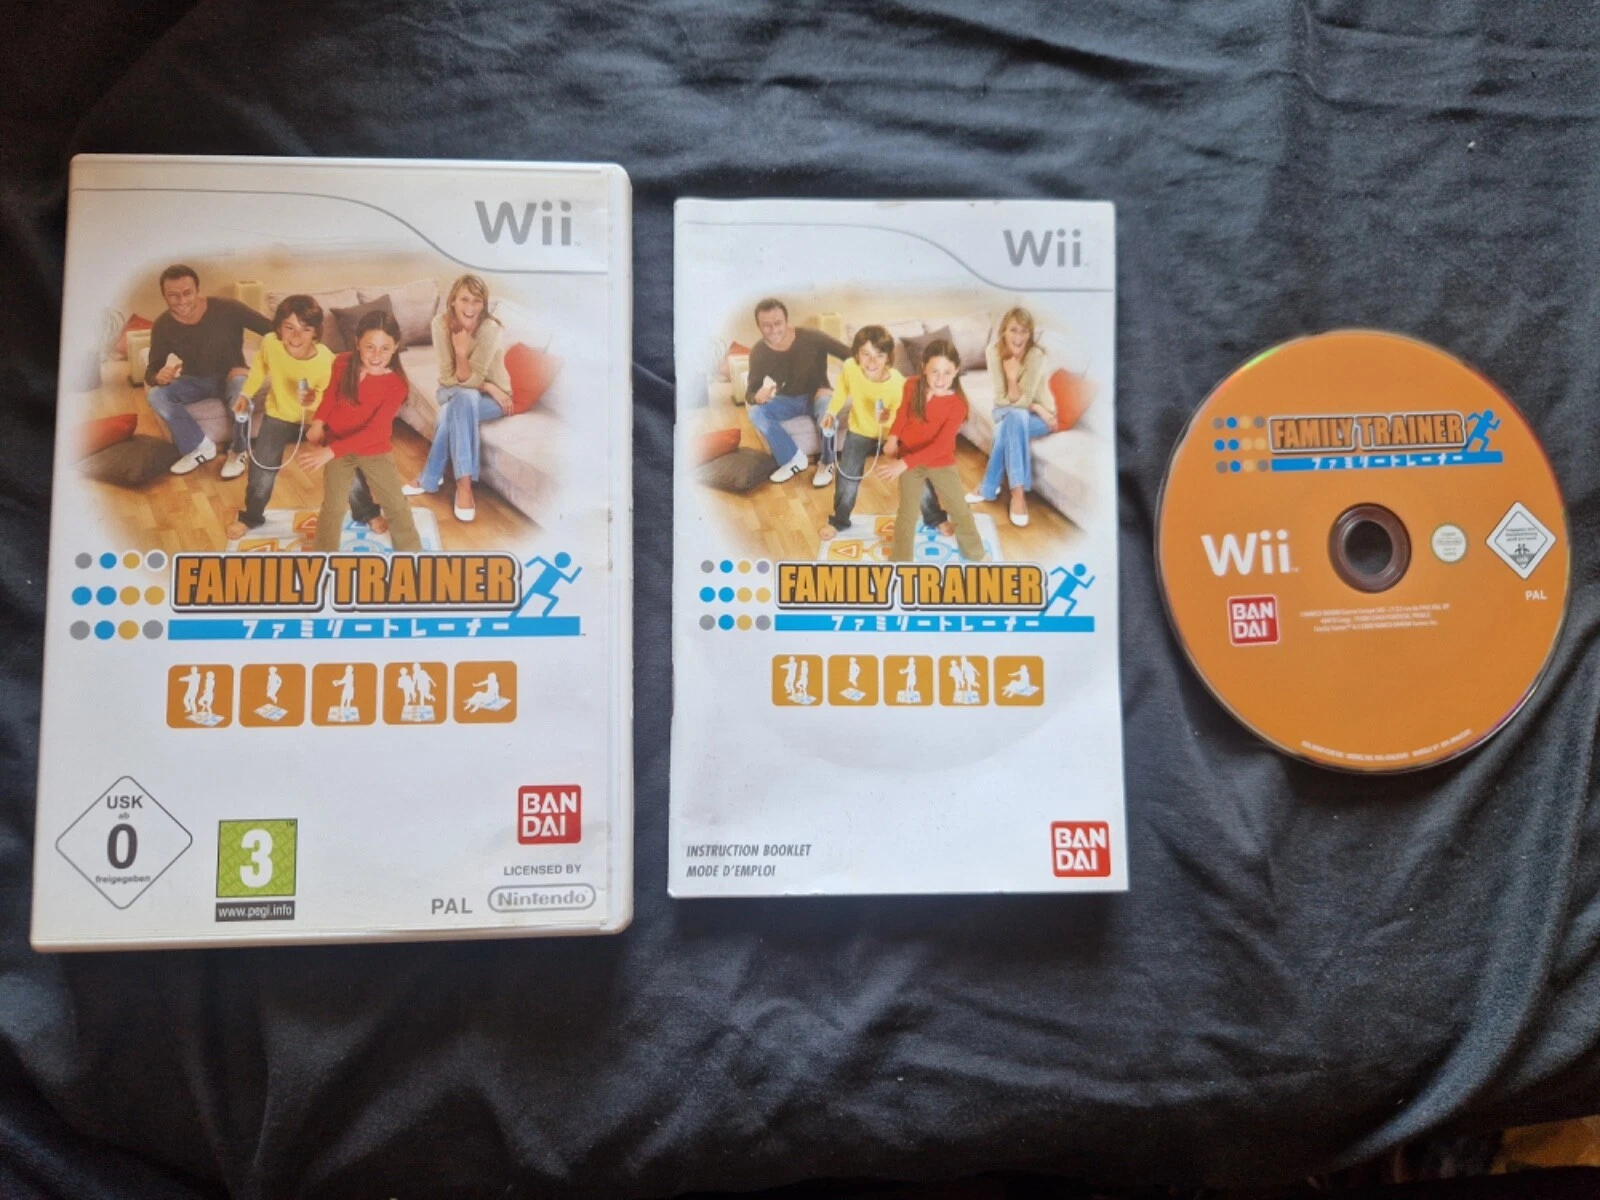 Wii
FAMILY TRAINER
ファミリートレーナー
USK
ab
0
freigegeben
3
www.pegi.info
BAN
DAI
LICENSED BY
PAL
Nintendo
Wii
FAMILY TRAINER
ファミリートレーナー
INSTRUCTION BOOKLET
MODE D'EMPLOI
BAN
DAI
FAMILY TRAINER
ファミリートレーナー
Wii
PAL
BAN
DAI